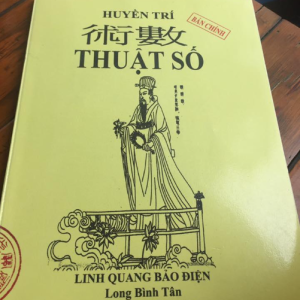 HUYỀN TRÍ
BẢN CHÍNH
術數
THUẬT SỐ
LINH QUANG BẢO ĐIỆN
Long Bình Tân